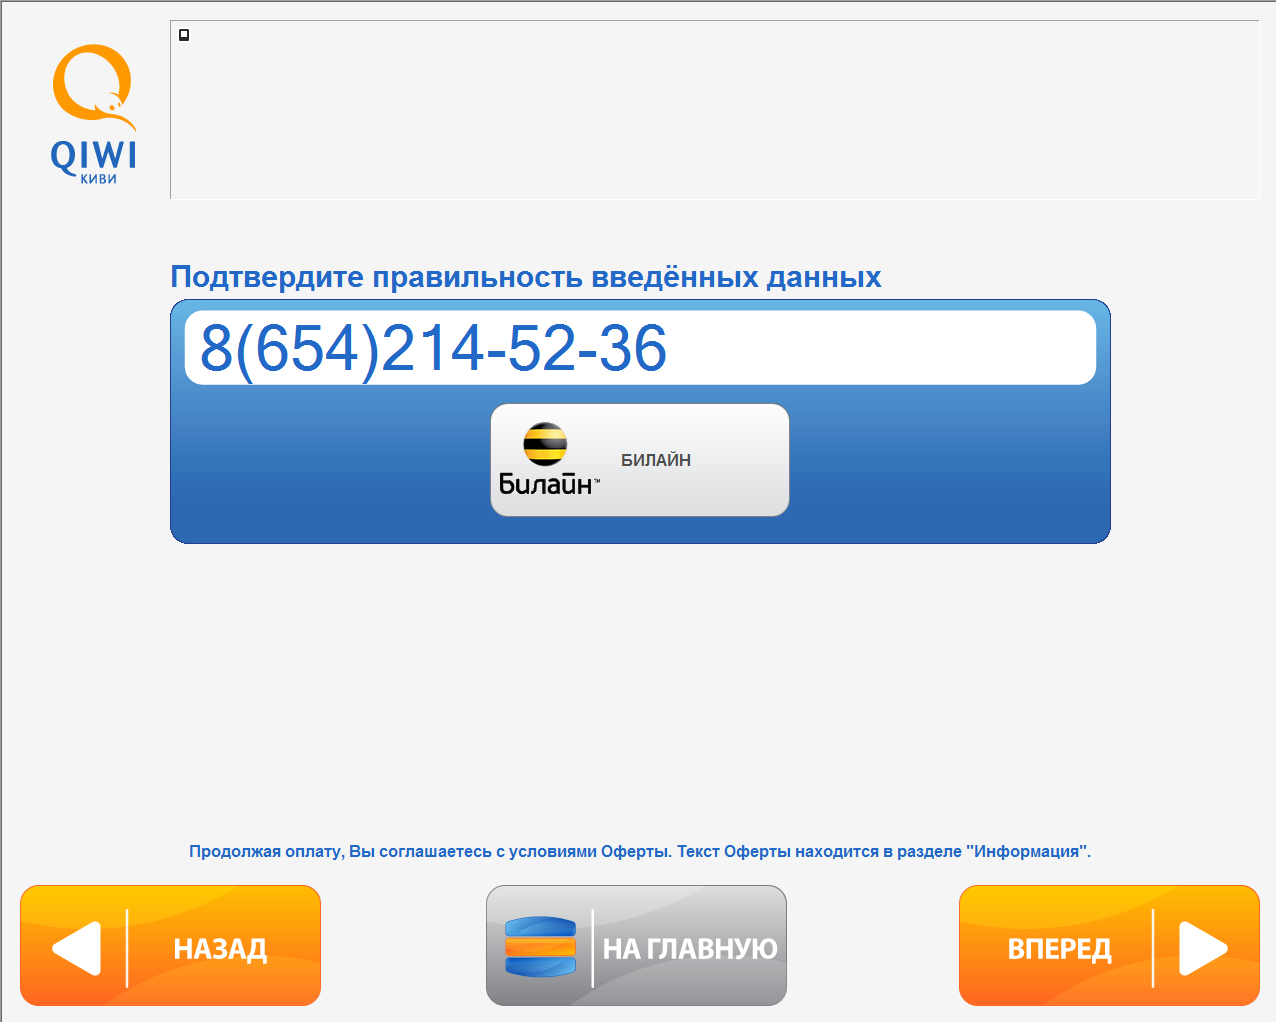 QIWI
КИВИ
Подтвердите правильность введённых данных
8(654)214-52-36
Билайн™
БИЛАЙН
Продолжая оплату, Вы соглашаетесь с условиями Оферты. Текст Оферты находится в разделе "Информация".
НАЗАД
НА ГЛАВНУЮ
ВПЕРЕД